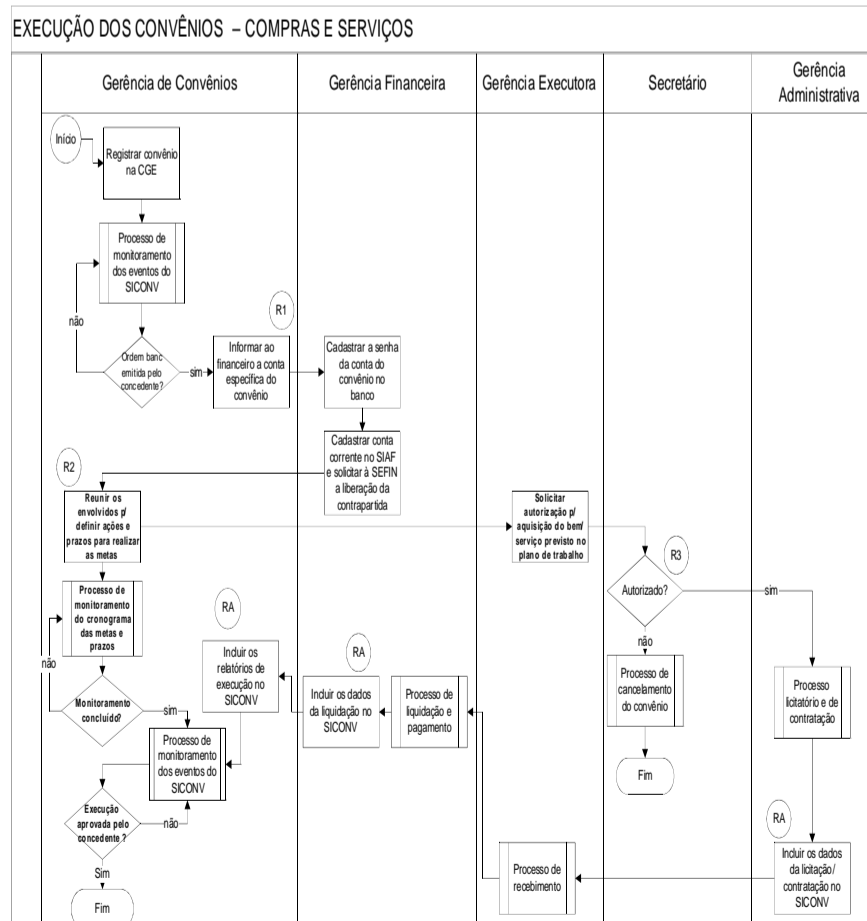 EXECUÇÃO DOS CONVÊNIOS – COMPRAS E SERVIÇOS
Gerência de Convênios
Gerência Financeira
Gerência Executora
Secretário
Gerência
Administrativa
Início
Registrar convênio
na CGE
Processo de
monitoramento
dos eventos do
SICONV
não
Ordem banc
emitida pelo
concedente?
sim
R1
Informar ao
financeiro a conta
específica do
convênio
Cadastrar a senha
da conta do
convênio no
banco
Cadastrar conta
corrente no SIAF
e solicitar à SEFIN
a liberação da
contrapartida
R2
Reunir os
envolvidos p/
definir ações e
prazos para realizar
as metas
Solicitar
autorização p/
aquisição do bem/
serviço previsto no
plano de trabalho
R3
Autorizado?
sim
não
Processo de
cancelamento
do convênio
Fim
Processo
licitatório e de
contratação
RA
Incluir os dados
da licitação/
contratação no
SICONV
Processo de
recebimento
Processo de
liquidação e
pagamento
RA
Incluir os dados
da liquidação no
SICONV
RA
Incluir os
relatórios de
execução no
SICONV
Processo de
monitoramento
do cronograma
das metas e
prazos
não
Monitoramento
concluído?
sim
Processo de
monitoramento
dos eventos do
SICONV
Execução
aprovada pelo
concedente ?
não
Sim
Fim